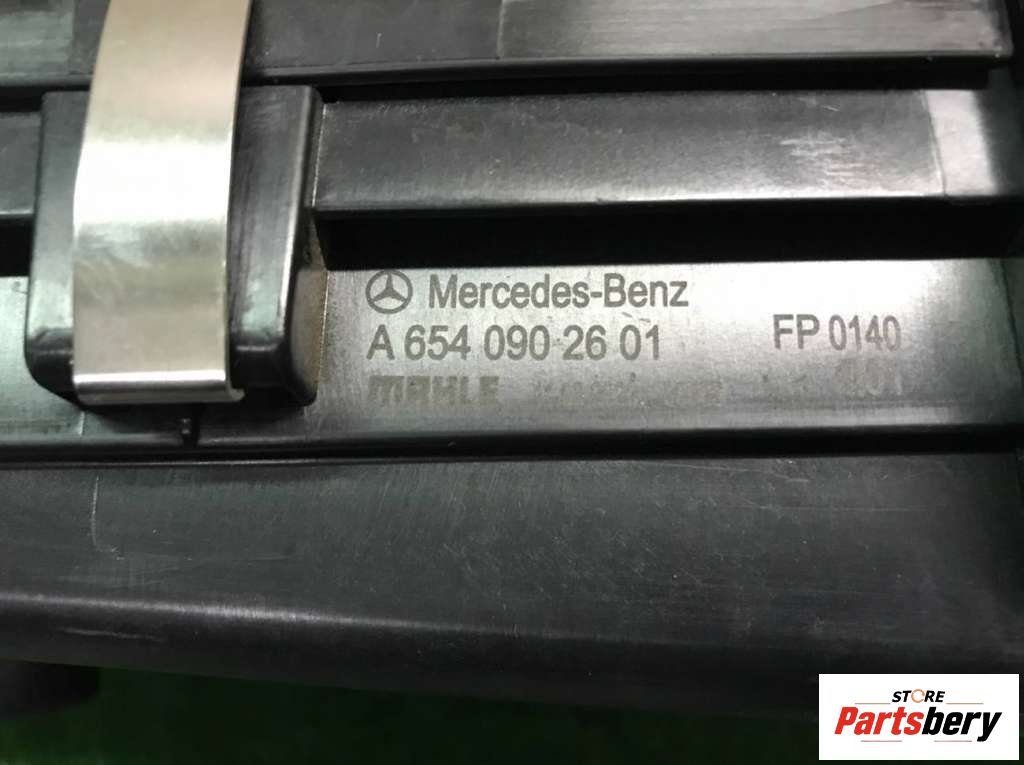 Mercedes-Benz
A 654 090 26 01
FP 0140
MAHLE
STORE
Partsbery